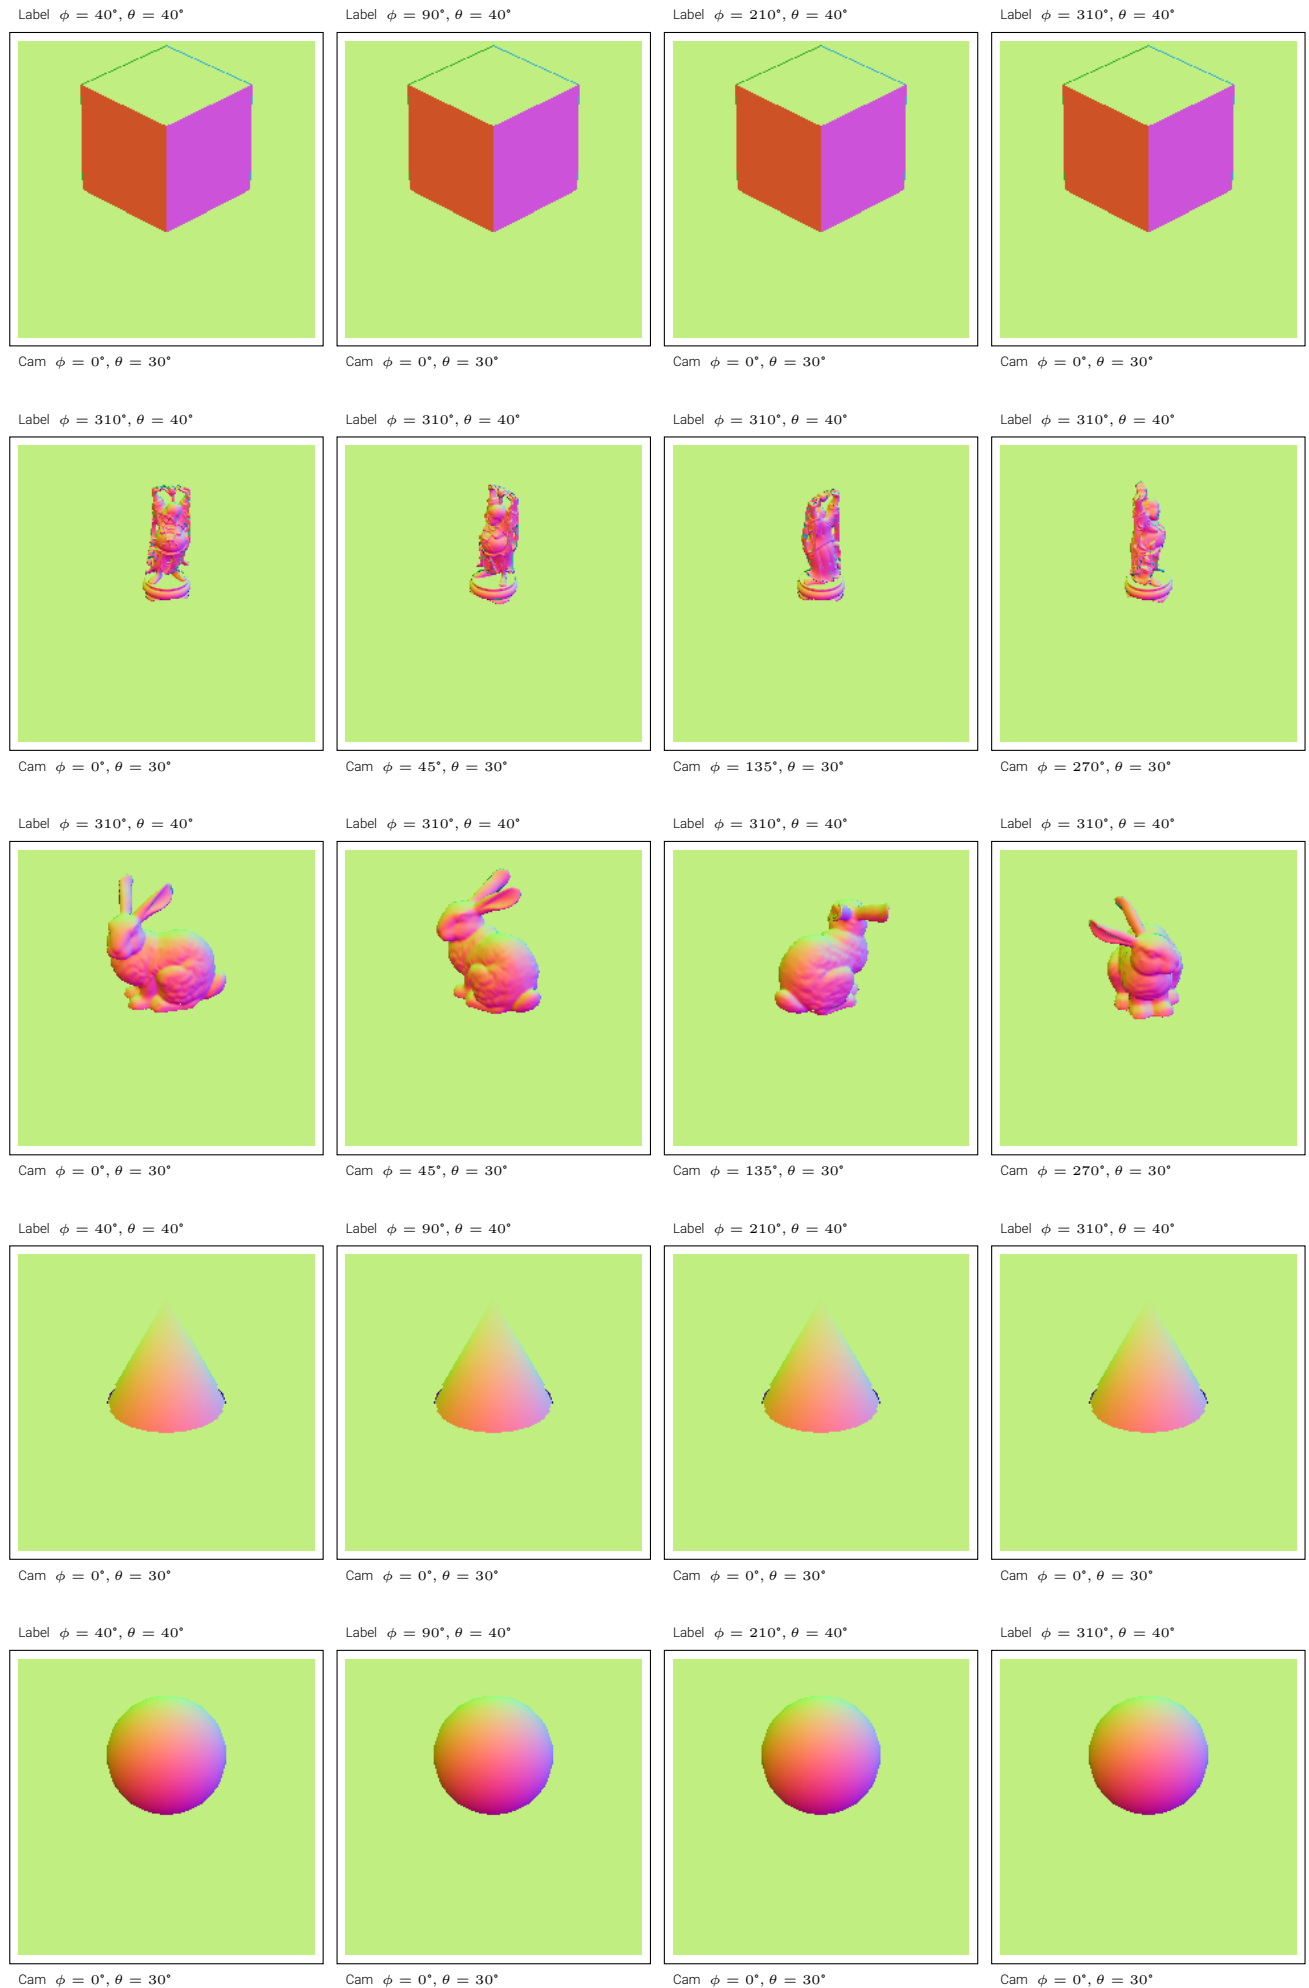 Label ϕ = 40°, θ = 40° Label ϕ = 90°, θ = 40° Label ϕ = 210°, θ = 40° Label ϕ = 310°, θ = 40°
Cam ϕ = 0°, θ = 30° Cam ϕ = 0°, θ = 30° Cam ϕ = 0°, θ = 30° Cam ϕ = 0°, θ = 30°
Label ϕ = 310°, θ = 40° Label ϕ = 310°, θ = 40° Label ϕ = 310°, θ = 40° Label ϕ = 310°, θ = 40°
Cam ϕ = 0°, θ = 30° Cam ϕ = 45°, θ = 30° Cam ϕ = 135°, θ = 30° Cam ϕ = 270°, θ = 30°
Label ϕ = 310°, θ = 40° Label ϕ = 310°, θ = 40° Label ϕ = 310°, θ = 40° Label ϕ = 310°, θ = 40°
Cam ϕ = 0°, θ = 30° Cam ϕ = 45°, θ = 30° Cam ϕ = 135°, θ = 30° Cam ϕ = 270°, θ = 30°
Label ϕ = 40°, θ = 40° Label ϕ = 90°, θ = 40° Label ϕ = 210°, θ = 40° Label ϕ = 310°, θ = 40°
Cam ϕ = 0°, θ = 30° Cam ϕ = 0°, θ = 30° Cam ϕ = 0°, θ = 30° Cam ϕ = 0°, θ = 30°
Label ϕ = 40°, θ = 40° Label ϕ = 90°, θ = 40° Label ϕ = 210°, θ = 40° Label ϕ = 310°, θ = 40°
Cam ϕ = 0°, θ = 30° Cam ϕ = 0°, θ = 30° Cam ϕ = 0°, θ = 30° Cam ϕ = 0°, θ = 30°